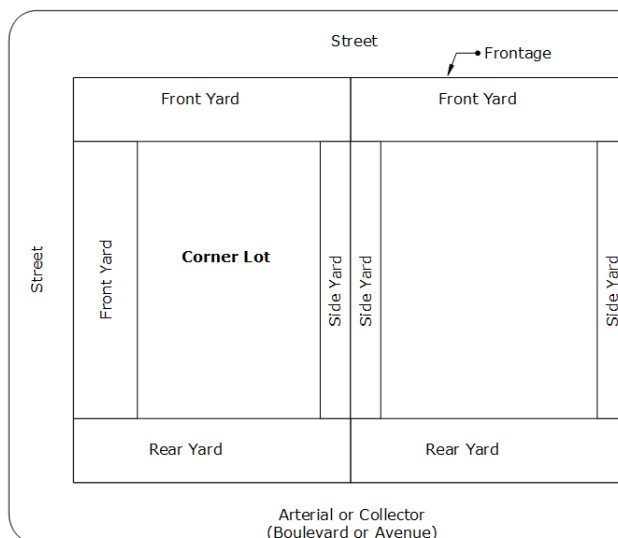 Street
Frontage
Front Yard
Front Yard
Street
Front Yard
Corner Lot
Side Yard
Side Yard
Side Yard
Rear Yard
Rear Yard
Arterial or Collector
(Boulevard or Avenue)